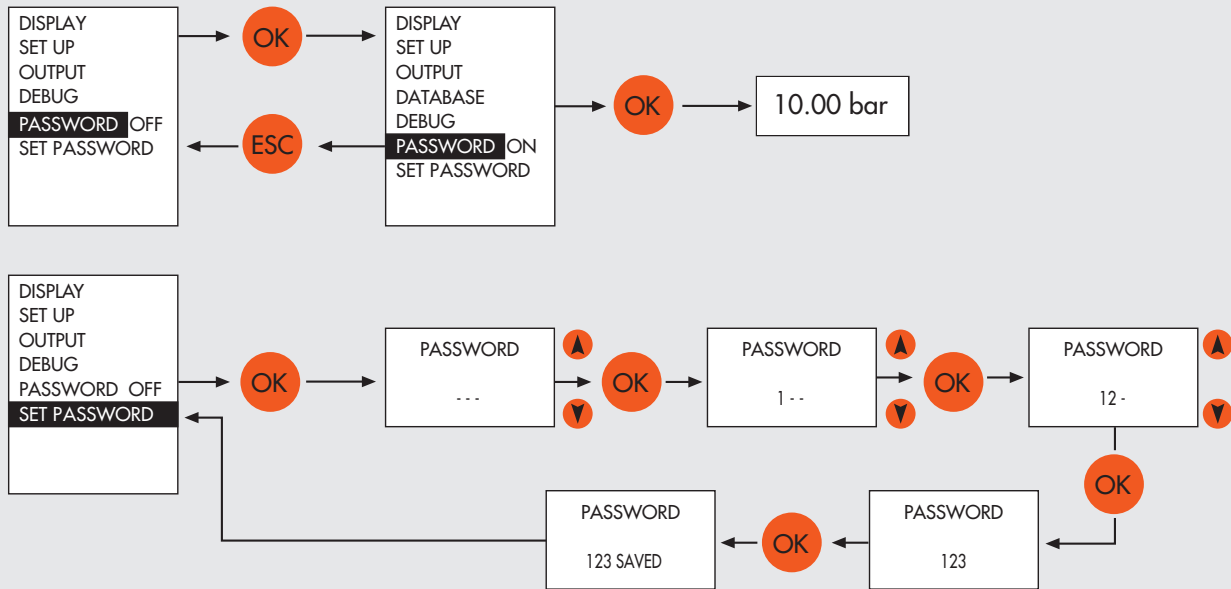 DISPLAY
SET UP
OUTPUT
DEBUG
PASSWORD OFF
SET PASSWORD
OK
ESC
DISPLAY
SET UP
OUTPUT
DATABASE
DEBUG
PASSWORD ON
SET PASSWORD
OK
10.00 bar
DISPLAY
SET UP
OUTPUT
DEBUG
PASSWORD OFF
SET PASSWORD
OK
PASSWORD
- - -
OK
PASSWORD
1 - -
OK
PASSWORD
12 -
OK
PASSWORD
123
OK
PASSWORD
123 SAVED